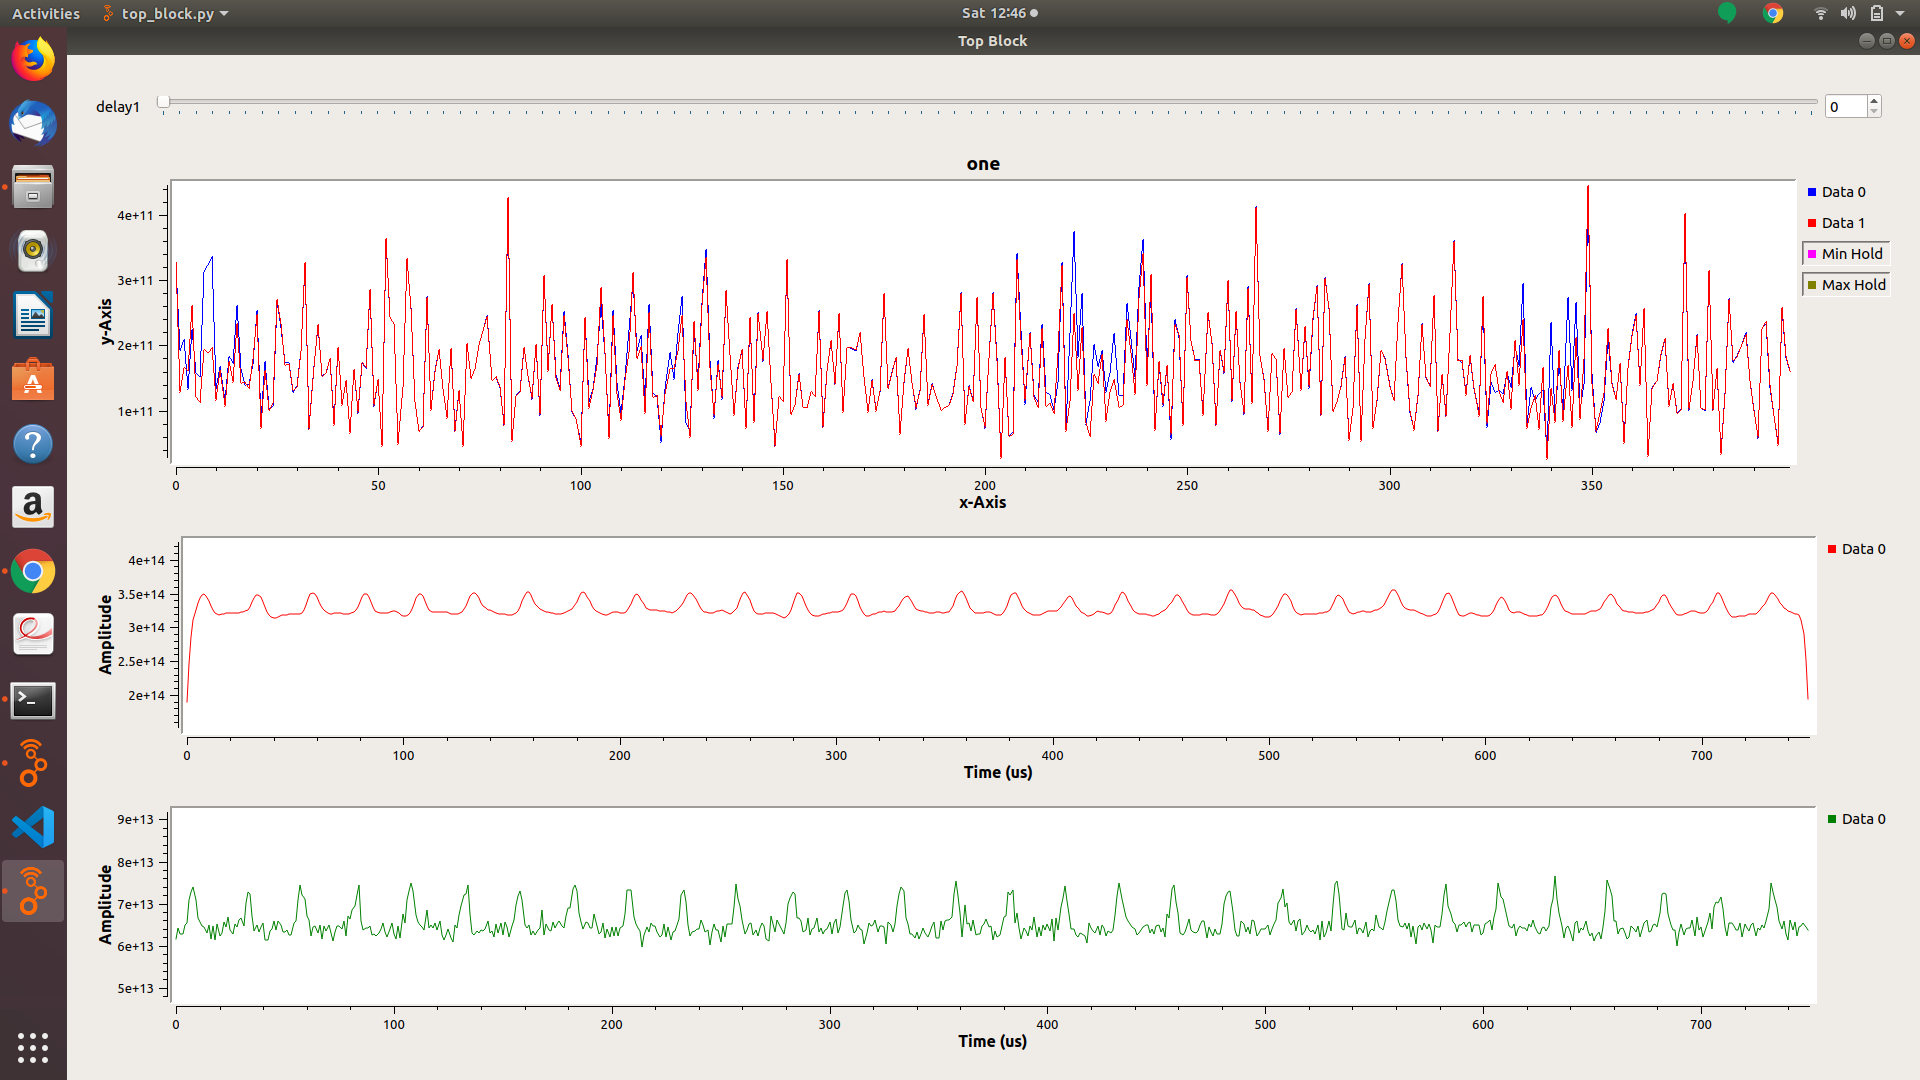 Activities top_block.py Sat 12:46
Top Block
delay1 0
one
4e+11
3e+11
2e+11
1e+11
y-Axis
0 50 100 150 200 250 300 350
x-Axis
Data 0
Data 1
Min Hold
Max Hold
4e+14
3.5e+14
3e+14
2.5e+14
2e+14
Amplitude
0 100 200 300 400 500 600 700
Time (us)
Data 0
9e+13
8e+13
7e+13
6e+13
5e+13
Amplitude
0 100 200 300 400 500 600 700
Time (us)
Data 0